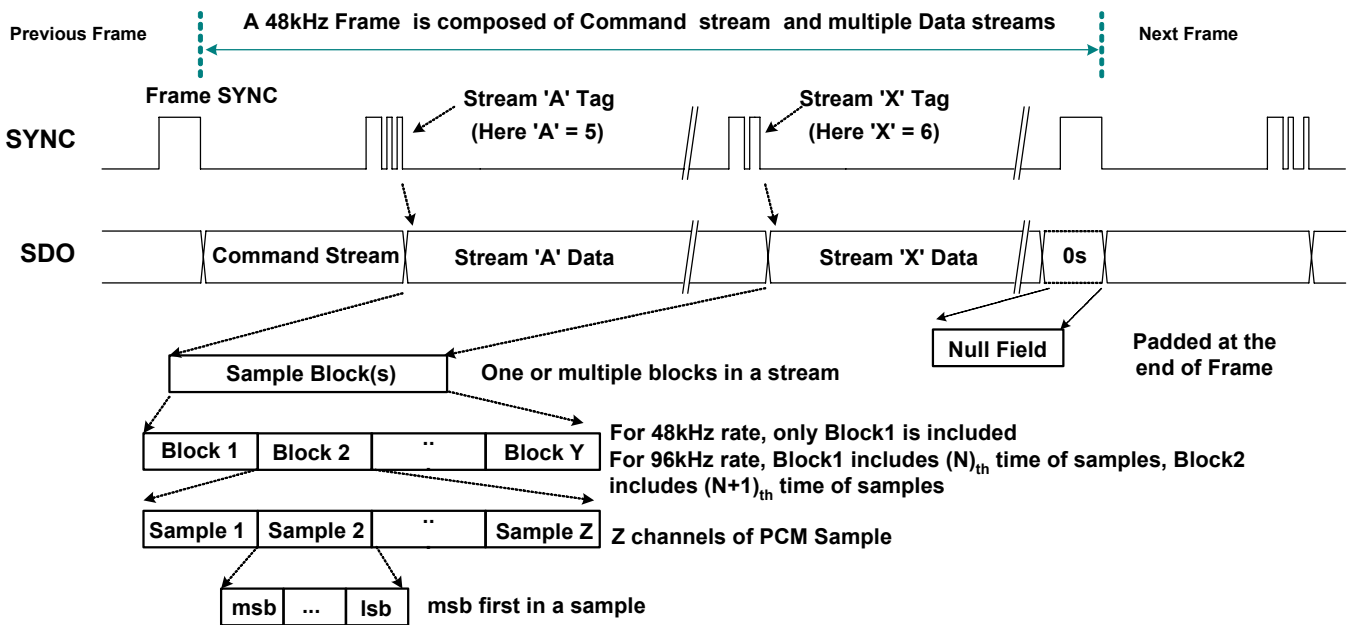 A 48kHz Frame is composed of Command stream and multiple Data streams
Previous Frame
Next Frame
Frame SYNC
Stream 'A' Tag
(Here 'A' = 5)
Stream 'X' Tag
(Here 'X' = 6)
SYNC
SDO
Command Stream
Stream 'A' Data
Stream 'X' Data
0s
Null Field
Padded at the
end of Frame
Sample Block(s)
One or multiple blocks in a stream
Block 1
Block 2
..
Block Y
For 48kHz rate, only Block1 is included
For 96kHz rate, Block1 includes (N)th time of samples, Block2
includes (N+1)th time of samples
Sample 1
Sample 2
..
Sample Z
Z channels of PCM Sample
msb
...
lsb
msb first in a sample